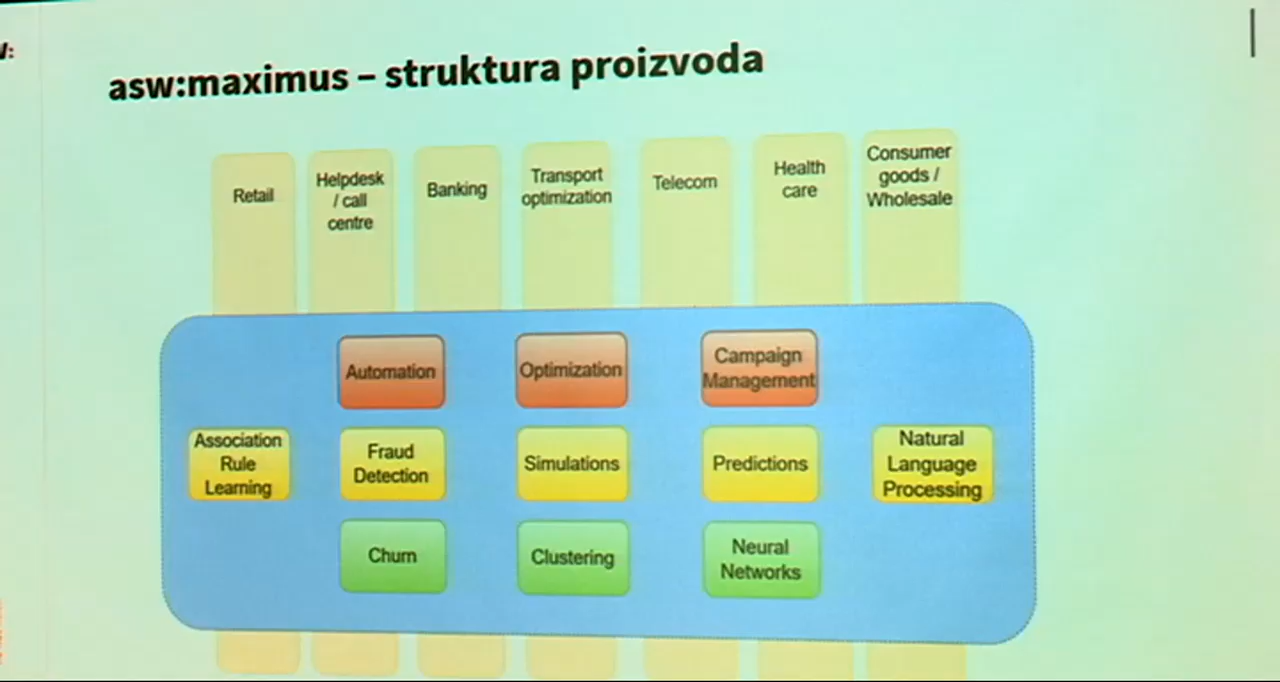 asw:maximus – struktura proizvoda
Retail
Helpdesk
/ call
centre
Banking
Transport
optimization
Telecom
Health
care
Consumer
goods /
Wholesale
Automation
Optimization
Campaign
Management
Association
Rule
Learning
Fraud
Detection
Simulations
Predictions
Natural
Language
Processing
Churn
Clustering
Neural
Networks